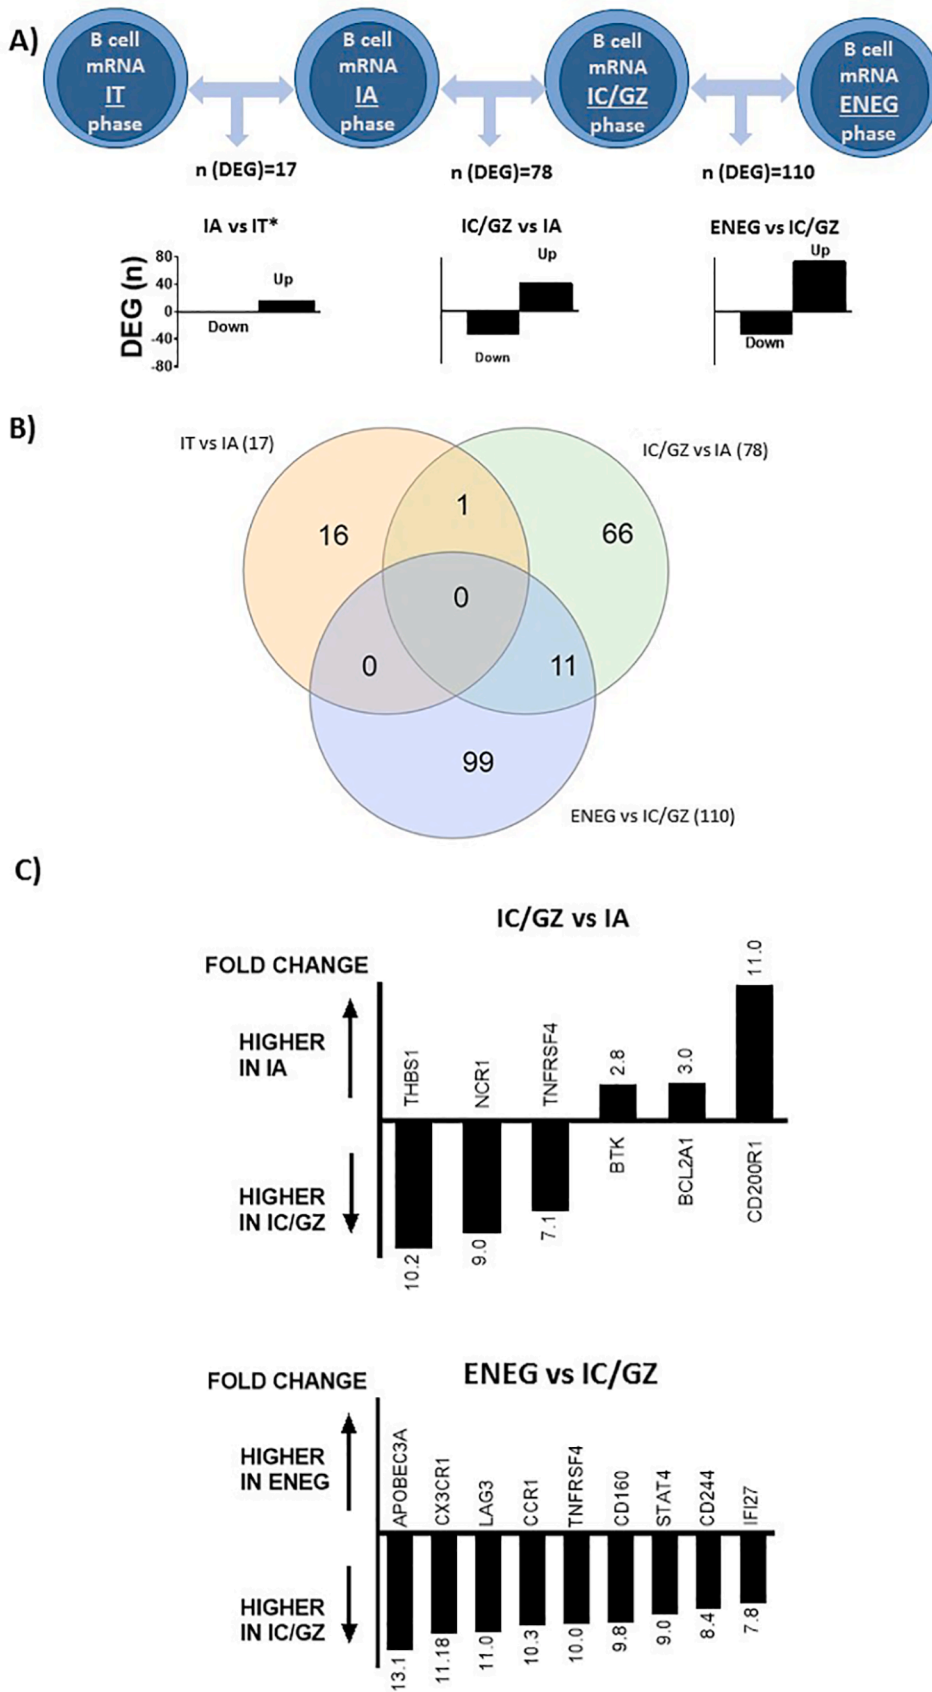 A)
B cell
mRNA
IT
phase
B cell
mRNA
IA
phase
B cell
mRNA
IC/GZ
phase
B cell
mRNA
ENEG
phase
n (DEG)=17
n (DEG)=78
n (DEG)=110
IA vs IT*
IC/GZ vs IA
ENEG vs IC/GZ
DEG (n)
80
40
0
-40
-80
Up
Down
Up
Down
Up
Down
B)
IT vs IA (17)
IC/GZ vs IA (78)
16
1
66
0
0
11
99
ENEG vs IC/GZ (110)
C)
IC/GZ vs IA
FOLD CHANGE
HIGHER
IN IA
HIGHER
IN IC/GZ
THBS1
NCR1
TNFRSF4
2.8
3.0
11.0
10.2
9.0
7.1
BTK
BCL2A1
CD200R1
ENEG vs IC/GZ
FOLD CHANGE
HIGHER
IN ENEG
HIGHER
IN IC/GZ
APOBEC3A
CX3CR1
LAG3
CCR1
TNFRSF4
CD160
STAT4
CD244
IFI27
13.1
11.18
11.0
10.3
10.0
9.8
9.0
8.4
7.8